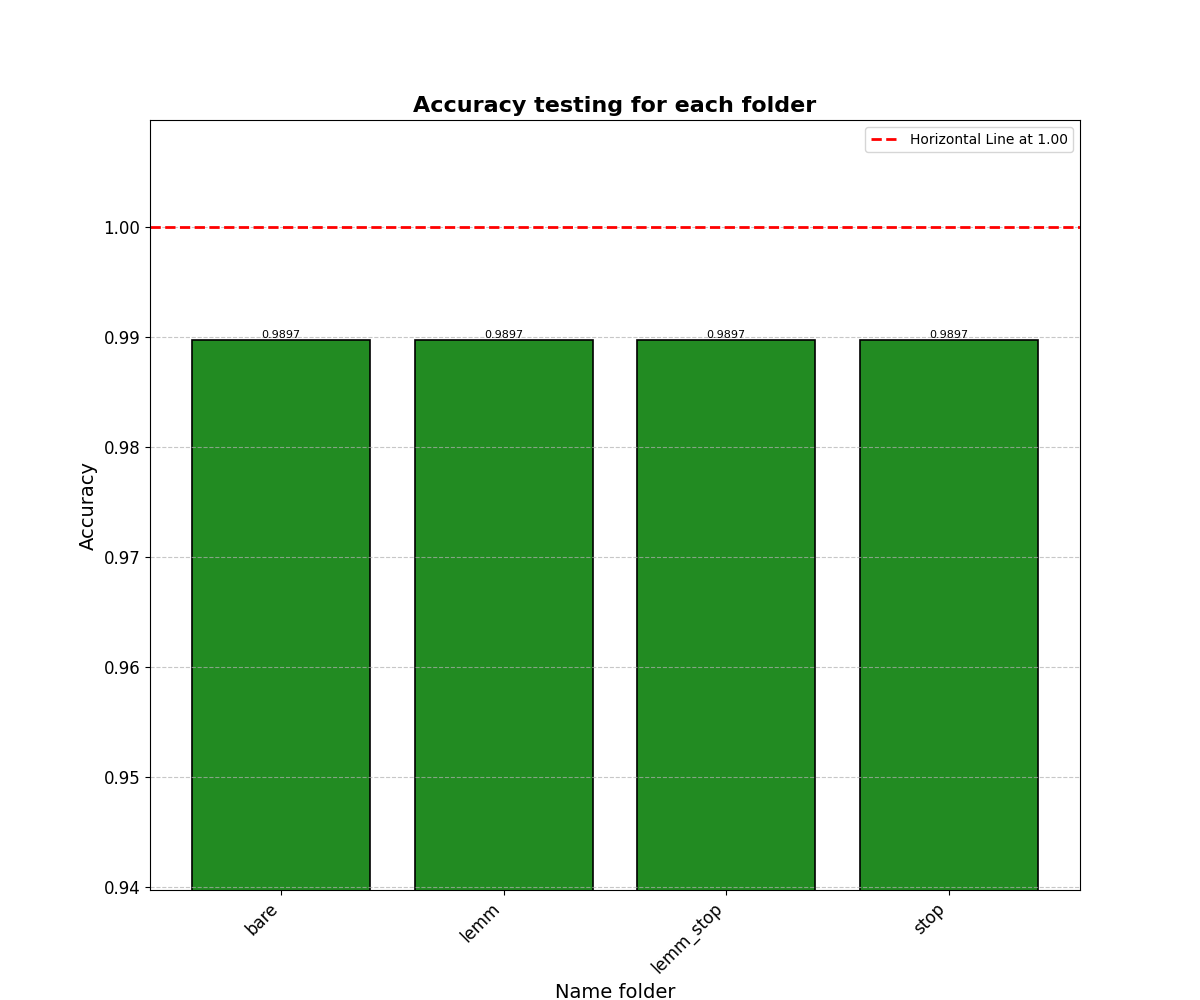 Accuracy testing for each folder
Horizontal Line at 1.00
1.00
0.99
0.98
0.97
0.96
0.95
0.94
Accuracy
0.9897
0.9897
0.9897
0.9897
bare
lemm
lemm_stop
stop
Name folder